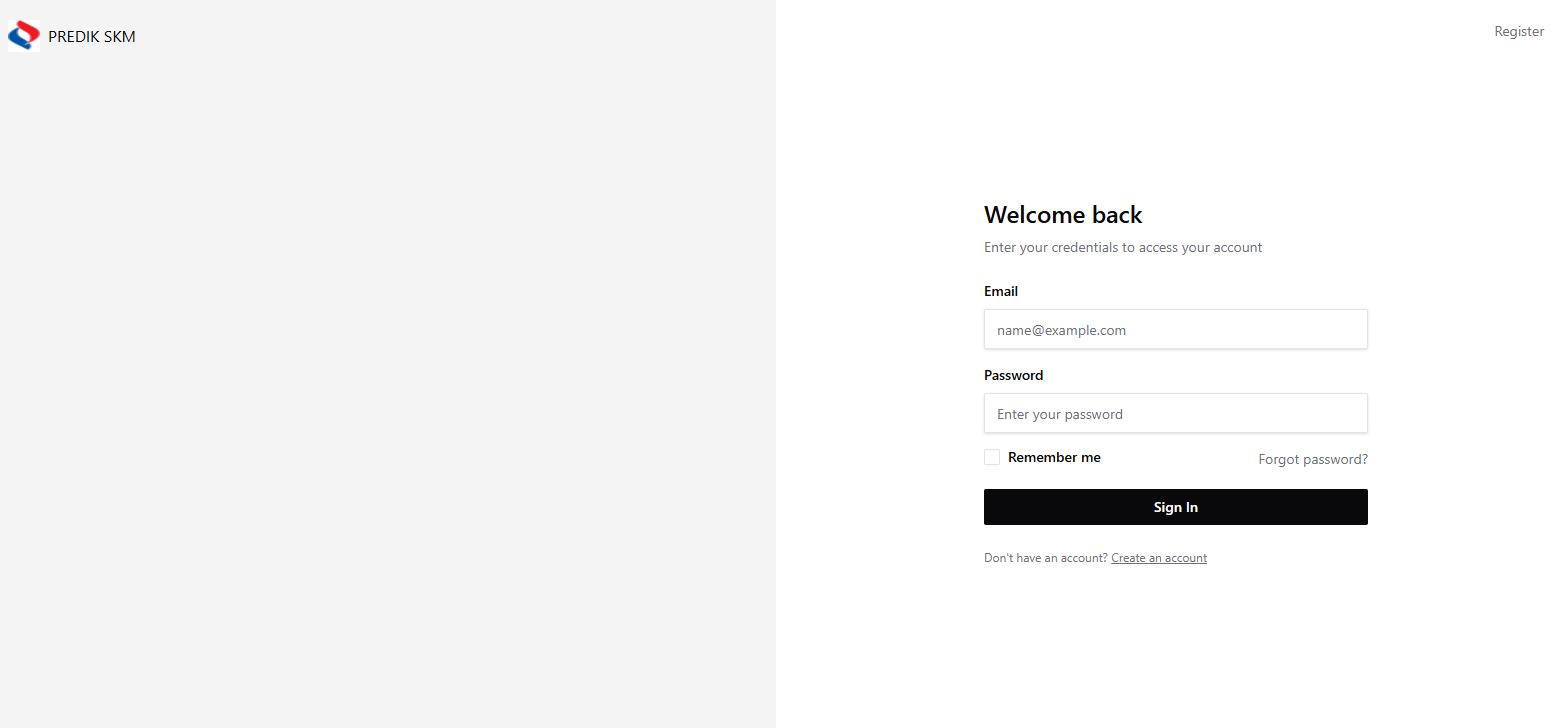 PREDIK SKM
Register
Welcome back
Enter your credentials to access your account
Email
name@example.com
Password
Enter your password
Remember me
Forgot password?
Sign In
Don't have an account? Create an account